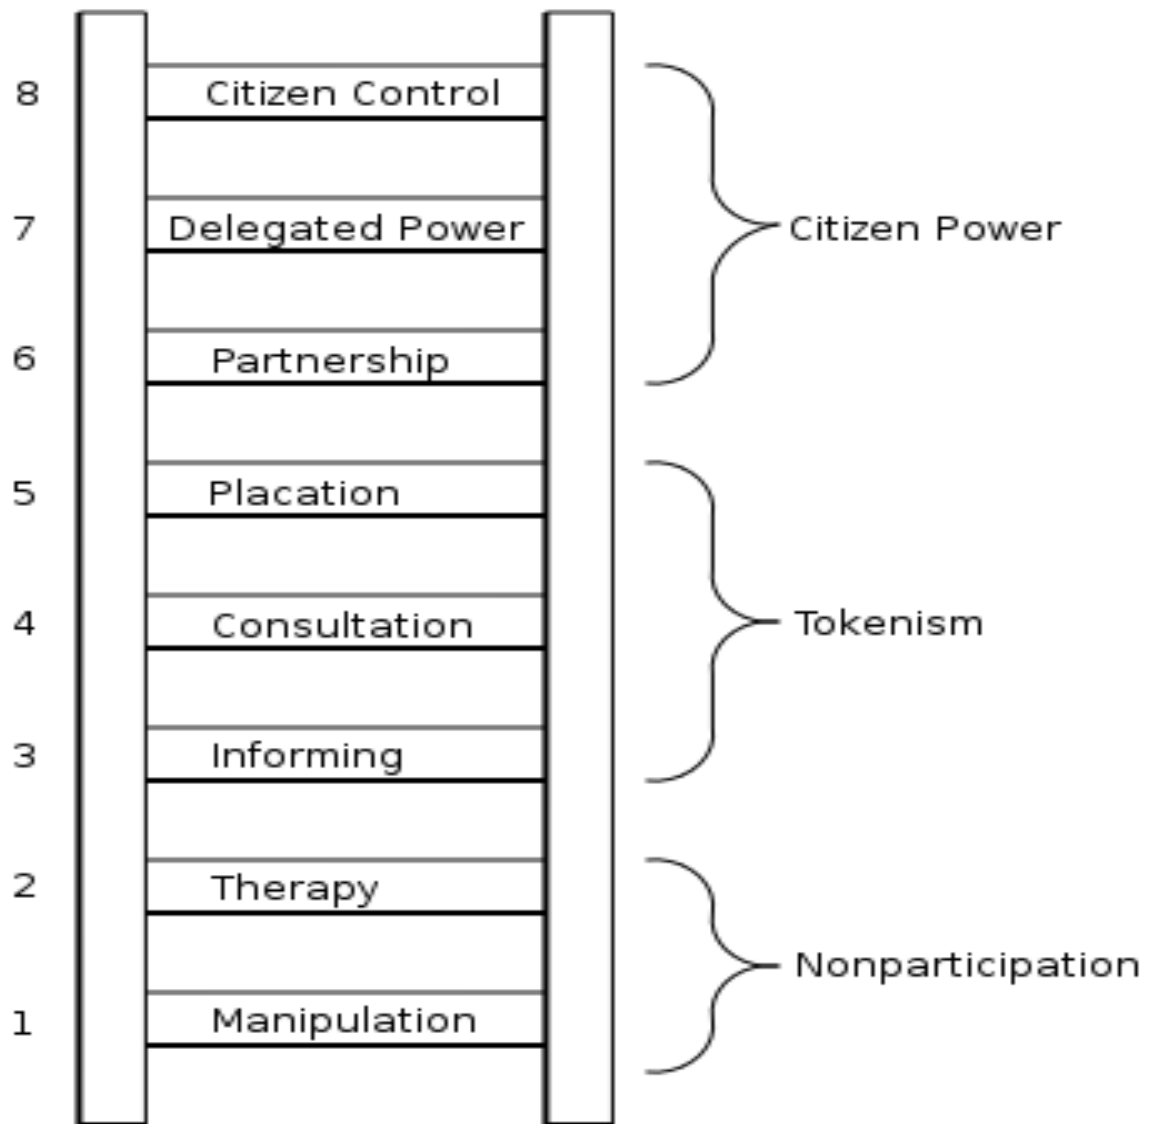 8 Citizen Control
7 Delegated Power Citizen Power
6 Partnership
5 Placation
4 Consultation Tokenism
3 Informing
2 Therapy
Nonparticipation
1 Manipulation